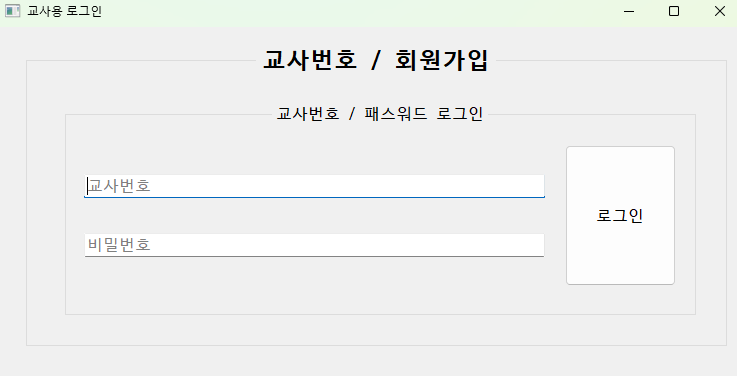 교사용 로그인
교사번호 / 회원가입
교사번호 / 패스워드 로그인
교사번호
로그인
비밀번호